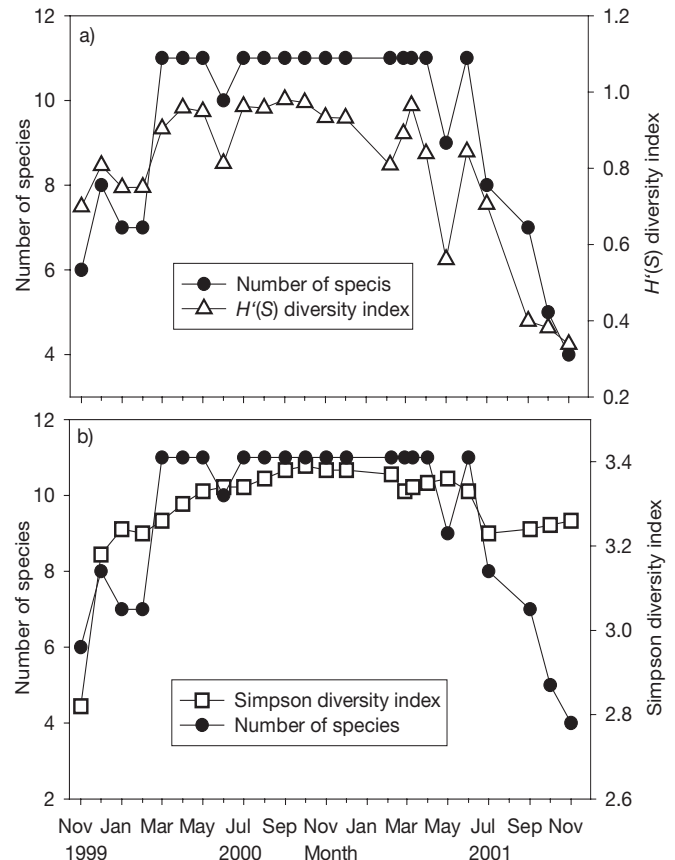 a)
12
10
8
6
4
Number of species
1.2
1.0
0.8
0.6
0.4
0.2
H‘(S) diversity index
Number of specis
H‘(S) diversity index
b)
12
10
8
6
4
2
Number of species
3.4
3.2
3.0
2.8
2.6
Simpson diversity index
Simpson diversity index
Number of species
Nov Jan Mar May Jul Sep Nov Jan Mar May Jul Sep Nov
1999 2000 Month 2001